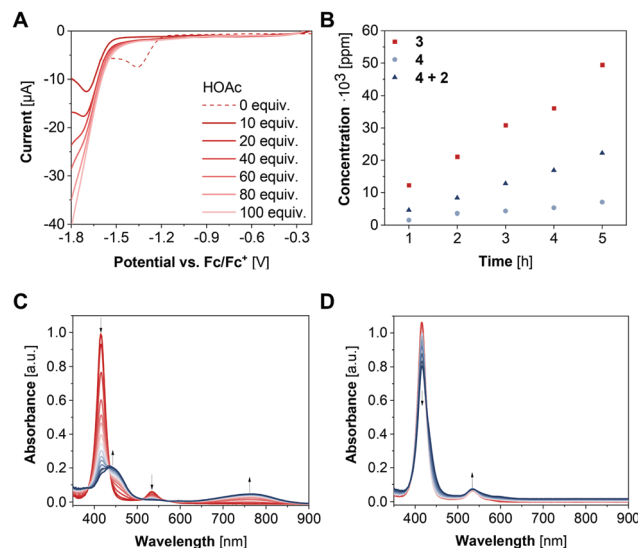 A
Current [µA]
0
-10
-20
-30
-40
HOAc
0 equiv.
10 equiv.
20 equiv.
40 equiv.
60 equiv.
80 equiv.
100 equiv.
-1.8 -1.5 -1.2 -0.9 -0.6 -0.3
Potential vs. Fc/Fc⁺ [V]
B
Concentration ·10³ [ppm]
60
50
40
30
20
10
0
3
4
4 + 2
1 2 3 4 5
Time [h]
C
Absorbance [a.u.]
1.0
0.8
0.6
0.4
0.2
0.0
400 500 600 700 800 900
Wavelength [nm]
D
Absorbance [a.u.]
1.0
0.8
0.6
0.4
0.2
0.0
400 500 600 700 800 900
Wavelength [nm]